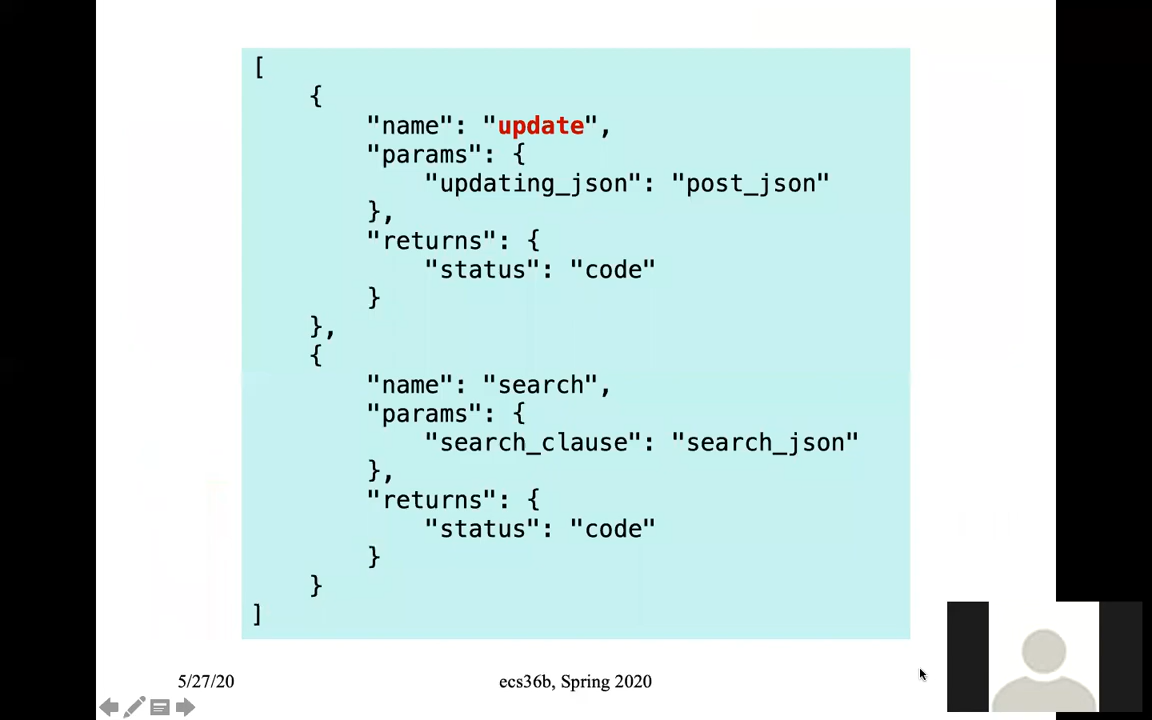 [
{
"name": "update",
"params": {
"updating_json": "post_json"
},
"returns": {
"status": "code"
}
},
{
"name": "search",
"params": {
"search_clause": "search_json"
},
"returns": {
"status": "code"
}
}
]
5/27/20 ecs36b, Spring 2020